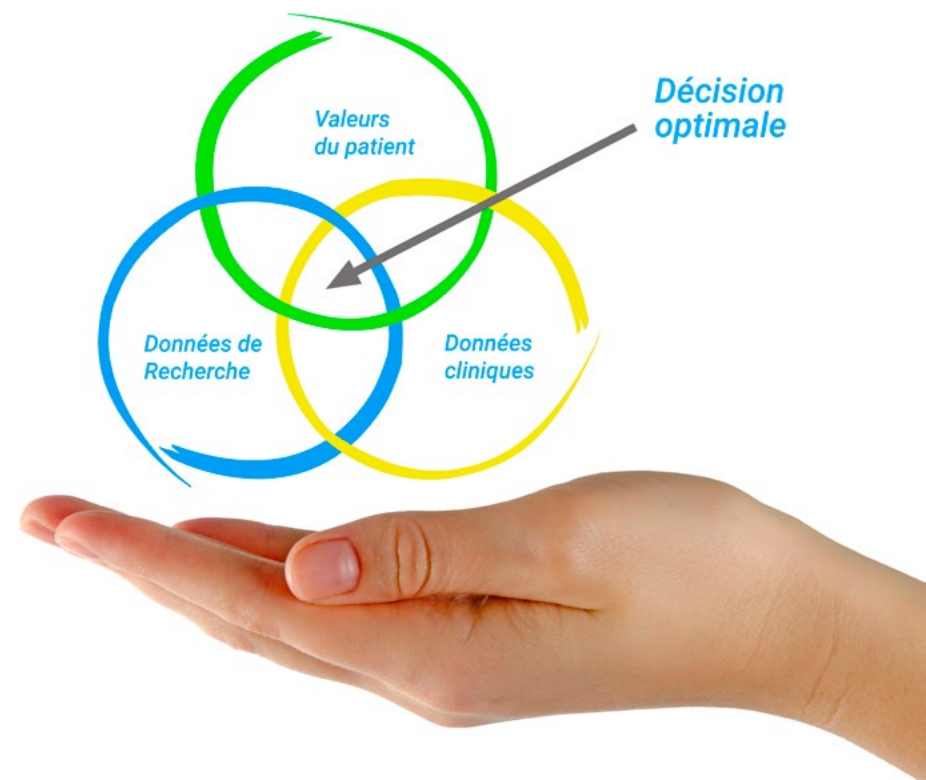 Valeurs
du patient
Décision
optimale
Données de
Recherche
Données
cliniques